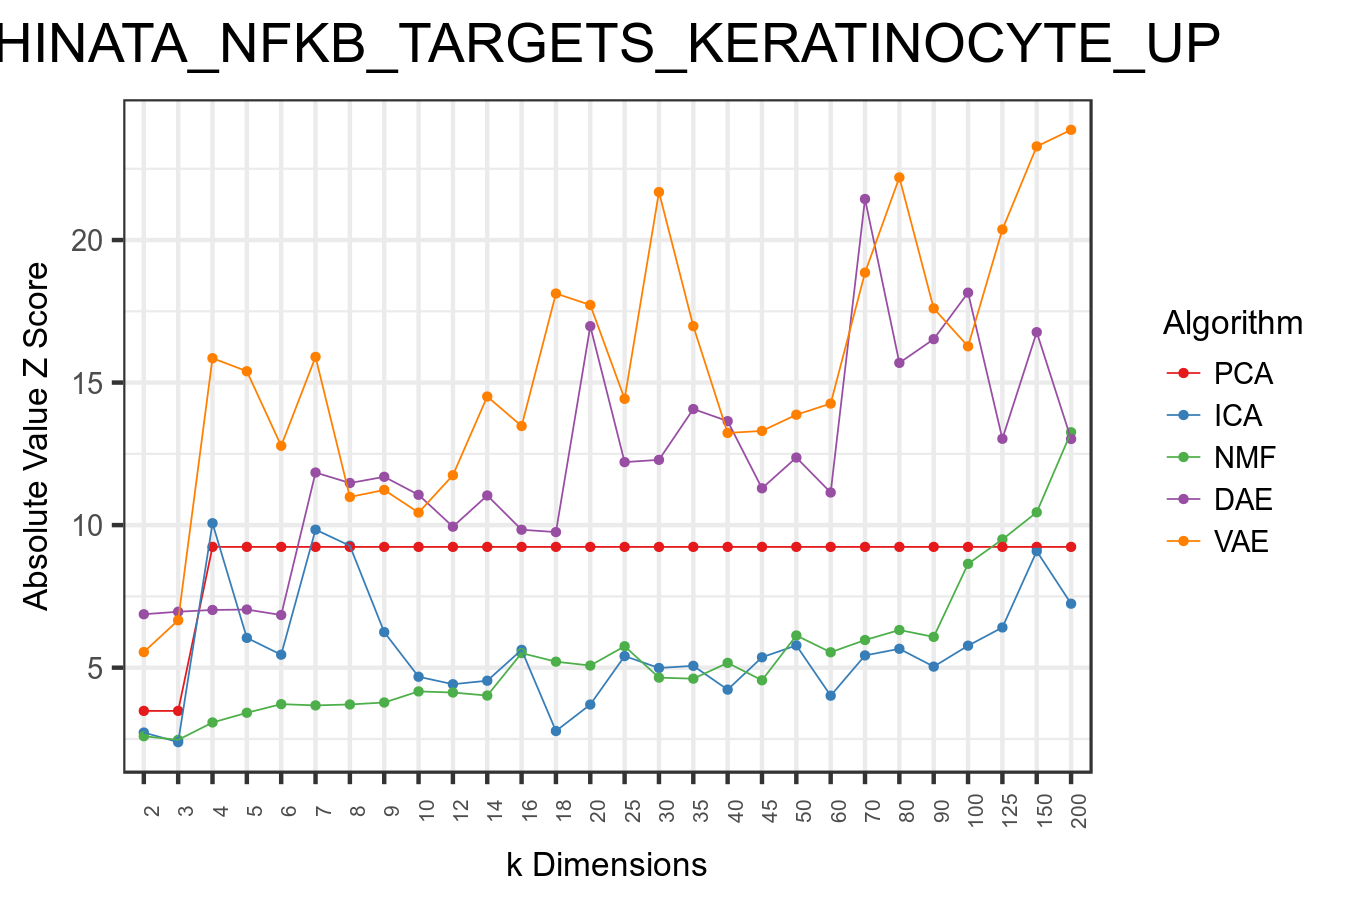 HINATA_NFKB_TARGETS_KERATINOCYTE_UP
Absolute Value Z Score
20
15
10
5
2 3 4 5 6 7 8 9 10 12 14 16 18 20 25 30 35 40 45 50 60 70 80 90 100 125 150 200
k Dimensions
Algorithm
PCA
ICA
NMF
DAE
VAE